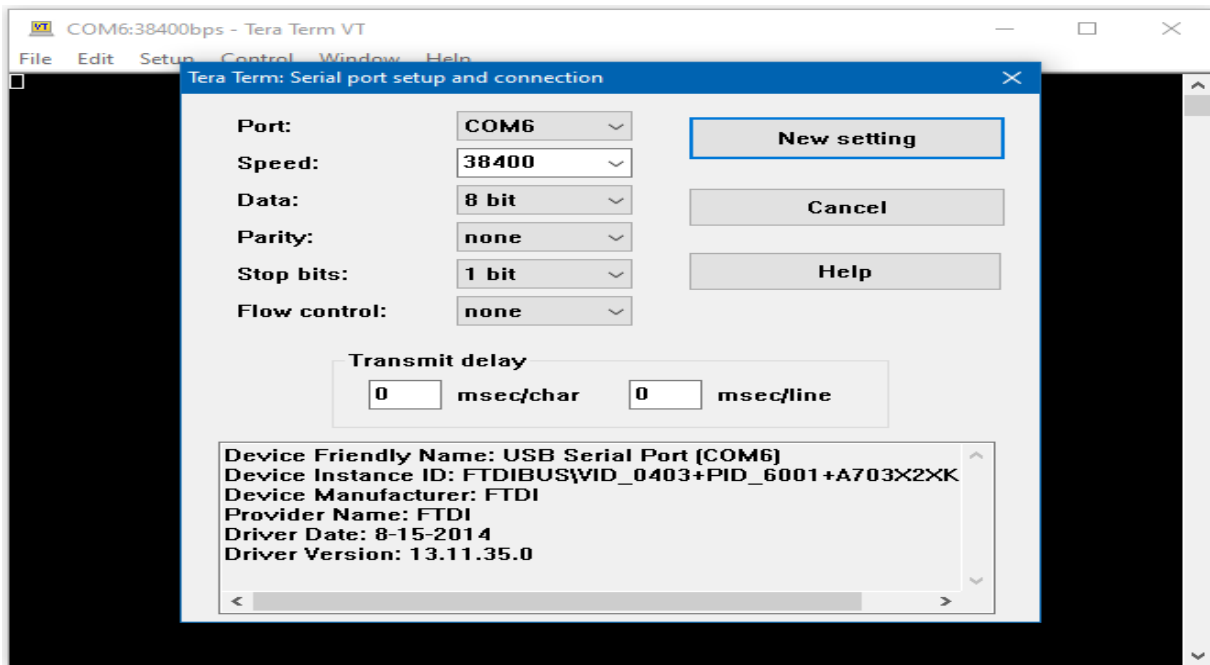 COM6:38400bps - Tera Term VT
File Edit Setup Control Window Help
Tera Term: Serial port setup and connection
Port: COM6
New setting
Speed: 38400
Data: 8 bit
Cancel
Parity: none
Stop bits: 1 bit
Help
Flow control: none
Transmit delay
0 msec/char 0 msec/line
Device Friendly Name: USB Serial Port (COM6)
Device Instance ID: FTDIBUS\VID_0403+PID_6001+A703X2XK
Device Manufacturer: FTDI
Provider Name: FTDI
Driver Date: 8-15-2014
Driver Version: 13.11.35.0